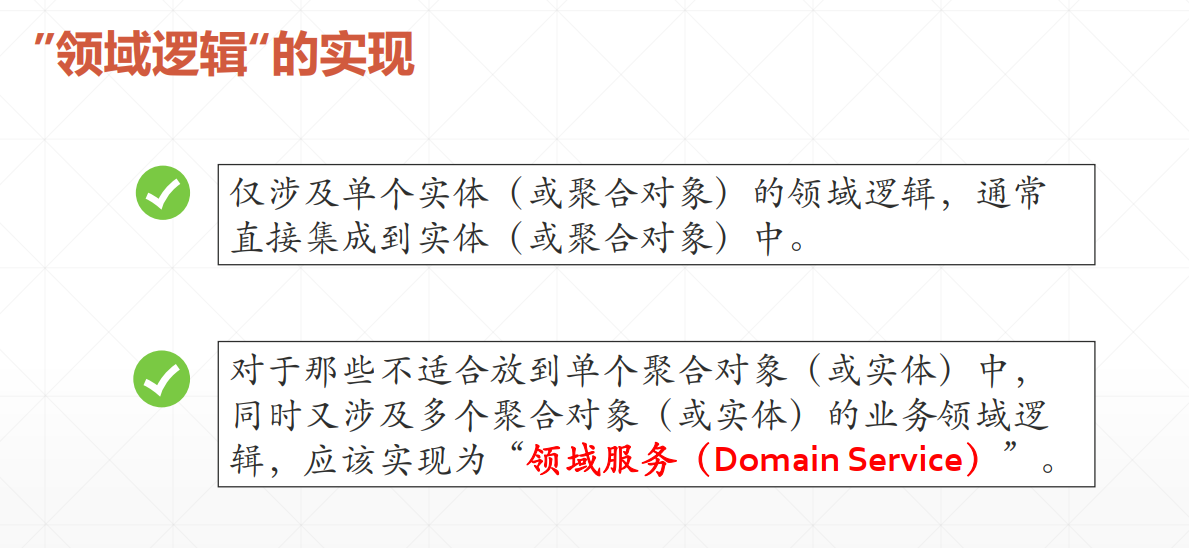 ”领域逻辑“的实现
仅涉及单个实体（或聚合对象）的领域逻辑，通常
直接集成到实体（或聚合对象）中。
对于那些不适合放到单个聚合对象（或实体）中，
同时又涉及多个聚合对象（或实体）的业务领域逻
辑，应该实现为“领域服务（Domain Service）”。